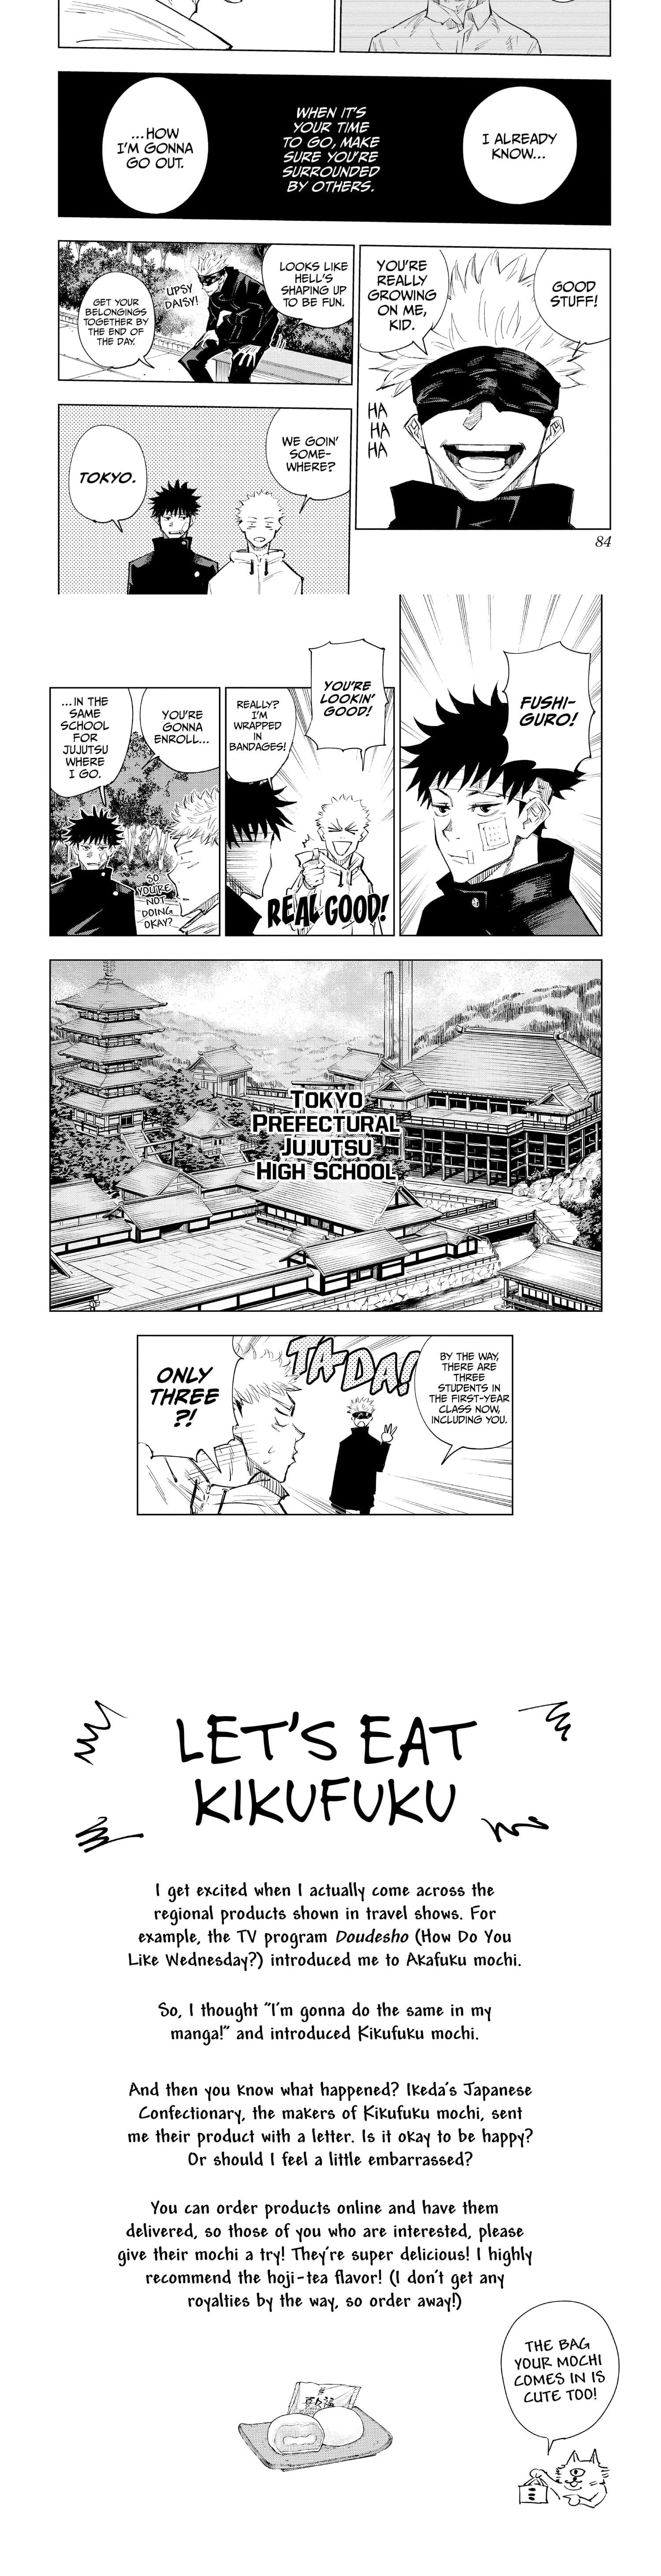 I ALREADY
KNOW...
WHEN IT'S
YOUR TIME
TO GO, MAKE
SURE YOU'RE
SURROUNDED
BY OTHERS.
...HOW
I'M GONNA
GO OUT.
GOOD
STUFF!
YOU'RE
REALLY
GROWING
ON ME,
KID.
HA
HA
HA
LOOKS LIKE
HELL'S
SHAPING UP
TO BE FUN.
UPSY
DAISY!
GET YOUR
BELONGINGS
TOGETHER BY
THE END OF
THE DAY.
WE GOIN'
SOME-
WHERE?
TOKYO.
84
FUSHI-
GURO!
YOU'RE
LOOKIN'
GOOD!
REALLY?
I'M
WRAPPED
IN
BANDAGES!
REAL GOOD!
YOU'RE
GONNA
ENROLL...
...IN THE
SAME
SCHOOL
FOR
JUJUTSU
WHERE
I GO.
SO
YOU'RE
NOT
DOING
OKAY?
TOKYO
PREFECTURAL
JUJUTSU
HIGH SCHOOL
BY THE WAY,
THERE ARE
THREE
STUDENTS IN
THE FIRST-YEAR
CLASS NOW,
INCLUDING YOU.
TA-DA!
ONLY
THREE
?!
LET'S EAT
KIKUFUKU
I get excited when I actually come across the
regional products shown in travel shows. For
example, the TV program Doudesho (How Do You
Like Wednesday?) introduced me to Akafuku mochi.
So, I thought "I'm gonna do the same in my
manga!" and introduced Kikufuku mochi.
And then you know what happened? Ikeda's Japanese
Confectionary, the makers of Kikufuku mochi, sent
me their product with a letter. Is it okay to be happy?
Or should I feel a little embarrassed?
You can order products online and have them
delivered, so those of you who are interested, please
give their mochi a try! They're super delicious! I highly
recommend the hoji-tea flavor! (I don't get any
royalties by the way, so order away!)
THE BAG
YOUR MOCHI
COMES IN IS
CUTE TOO!